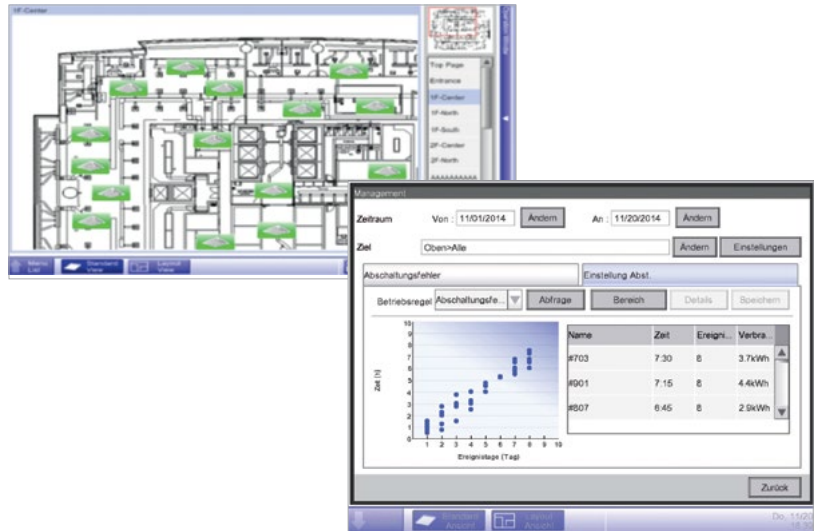 1F-Center
Top Page
Entrance
1F-Center
1F-North
1F-South
2F-Center
2F-North
Menu List
Standard View
Layout View
Management
Zeitraum Von : 11/01/2014 Ändern An : 11/20/2014 Ändern
Ziel Oben>Alle Ändern Einstellungen
Abschaltungsfehler Einstellung Abst.
Betriebsregel Abschaltungsfe... Abfrage Bereich Details Speichern
Zeit (h)
10
9
8
7
6
5
4
3
2
1
0
1 2 3 4 5 6 7 8 9 10
Ereignistage (Tag)
Name Zeit Ereigni... Verbra...
#703 7:30 8 3.7kWh
#901 7:15 8 4.4kWh
#807 6:45 8 2.9kWh
Zurück
Standard Ansicht
Layout Ansicht
Do, 11/20